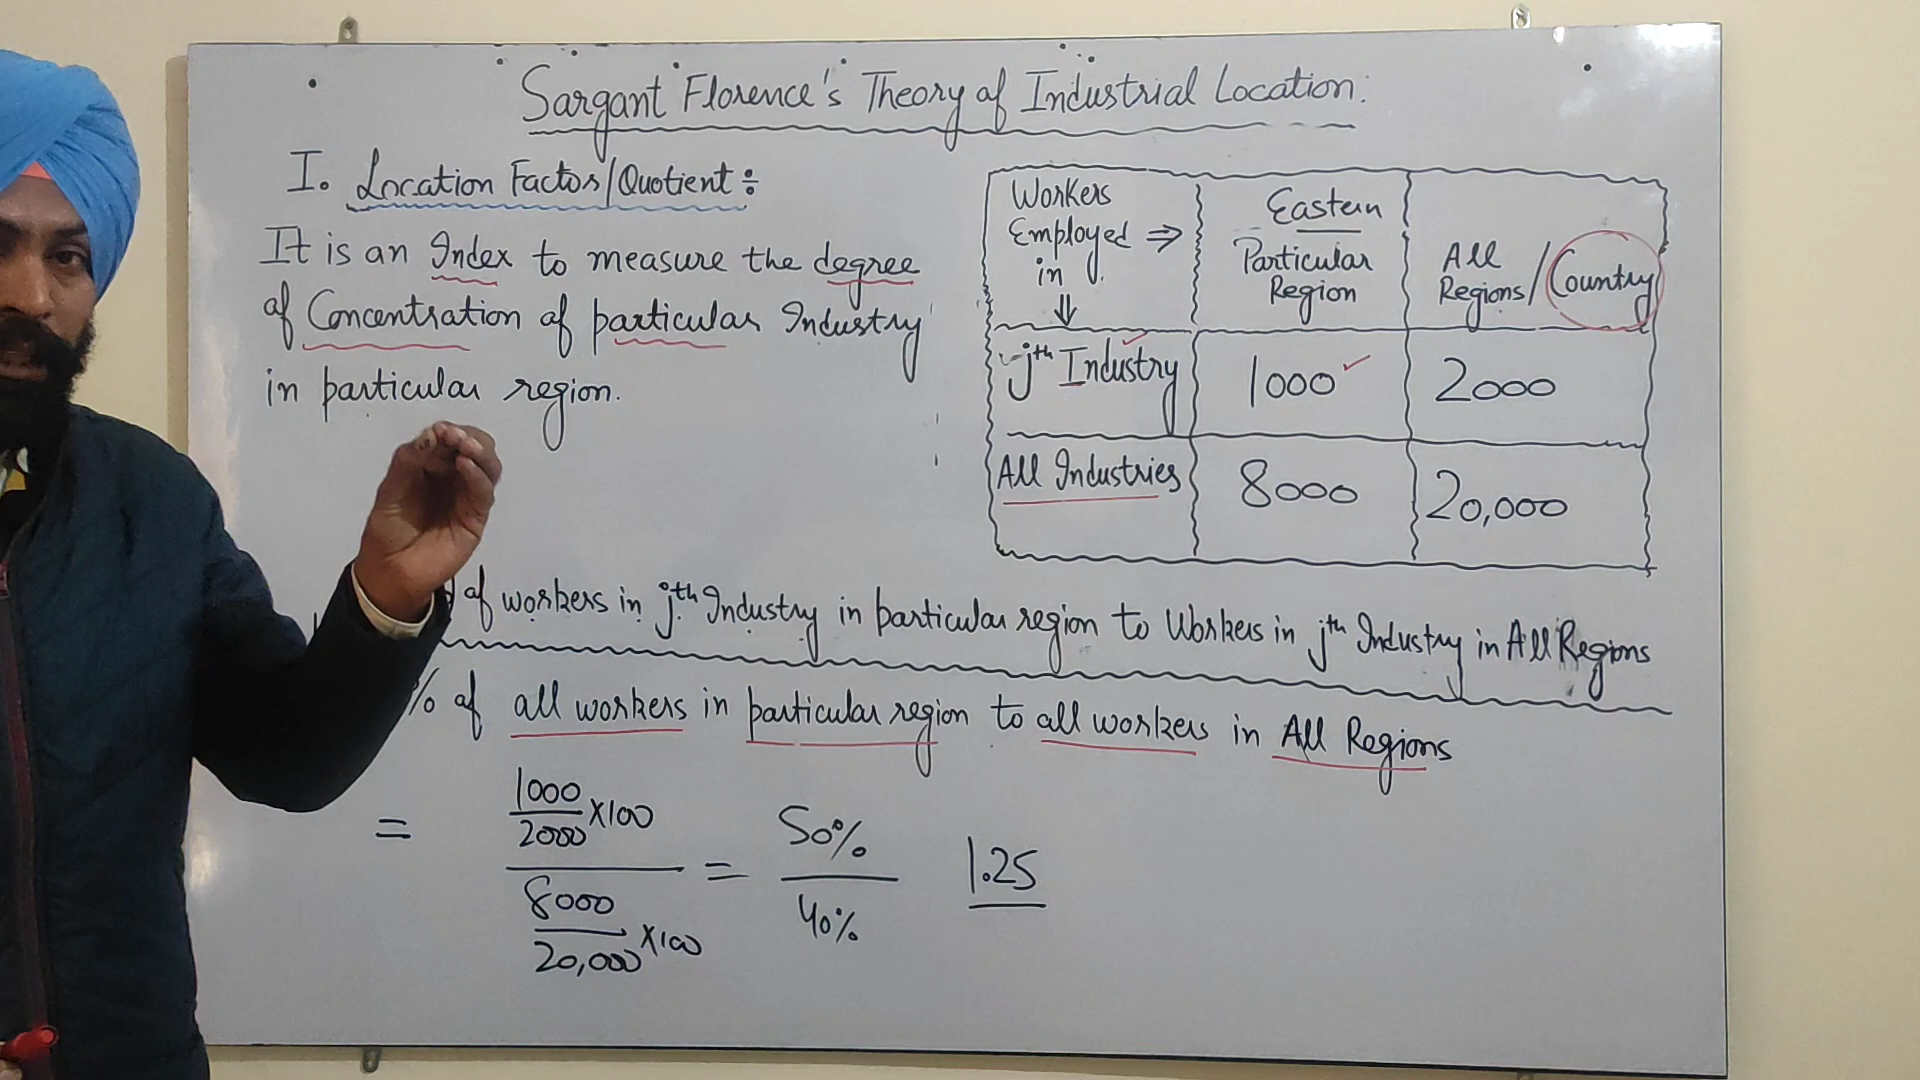 Sargant Florence's Theory of Industrial Location:
I. Location Factor/Quotient:
It is an Index to measure the degree
of Concentration of particular Industry
in particular region.
Workers Employed in ⇒ ⇓
Eastern Particular Region
All Regions/Country
jth Industry 1000 2000
All Industries 8000 20,000
of workers in jth Industry in particular region to Workers in jth Industry in All Regions
% of all workers in particular region to all workers in All Regions
= 1000/2000 ×100
8000/20,000 ×100
= 50% / 40%
1.25